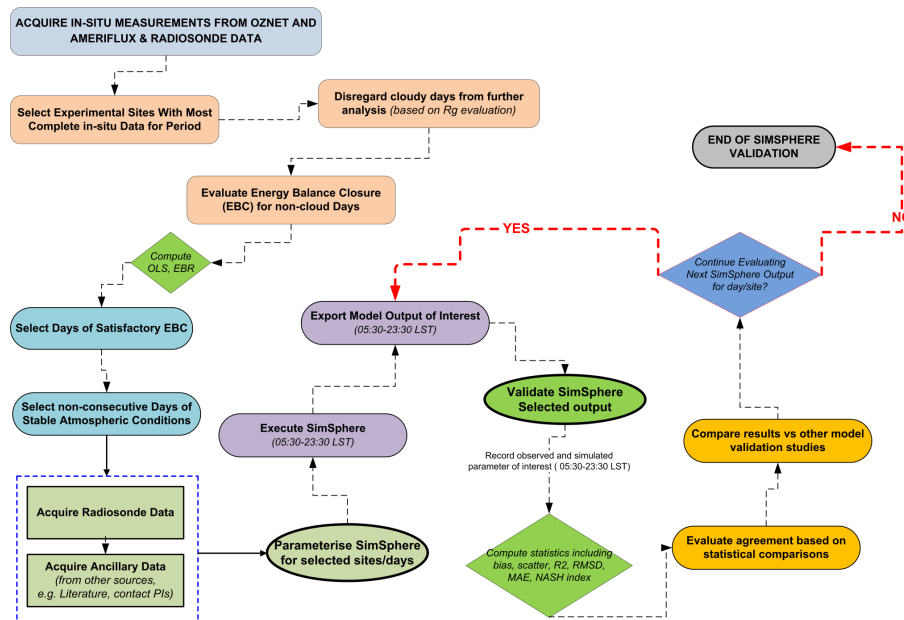 ACQUIRE IN-SITU MEASUREMENTS FROM OZNET AND
AMERIFLUX & RADIOSONDE DATA
Select Experimental Sites With Most
Complete in-situ Data for Period
Disregard cloudy days from further
analysis (based on Rg evaluation)
Evaluate Energy Balance Closure
(EBC) for non-cloud Days
Compute
OLS, EBR
Select Days of Satisfactory EBC
Select non-consecutive Days of
Stable Atmospheric Conditions
Acquire Radiosonde Data
Acquire Ancillary Data
(from other sources,
e.g. Literature, contact PIs)
Parameterise SimSphere
for selected sites/days
Execute SimSphere
(05:30-23:30 LST)
Export Model Output of Interest
(05:30-23:30 LST)
Validate SimSphere
Selected output
Record observed and simulated
parameter of interest ( 05:30-23:30 LST)
Compute statistics including
bias, scatter, R2, RMSD,
MAE, NASH index
Evaluate agreement based on
statistical comparisons
Compare results vs other model
validation studies
Continue Evaluating
Next SimSphere Output
for day/site?
YES
END OF SIMSPHERE
VALIDATION